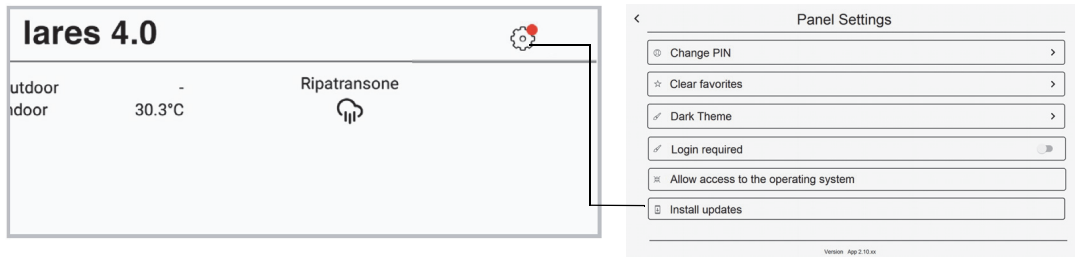 lares 4.0
utdoor -
ndoor 30.3°C
Ripatransone
Panel Settings
Change PIN
Clear favorites
Dark Theme
Login required
Allow access to the operating system
Install updates
Version App 2.10.xx